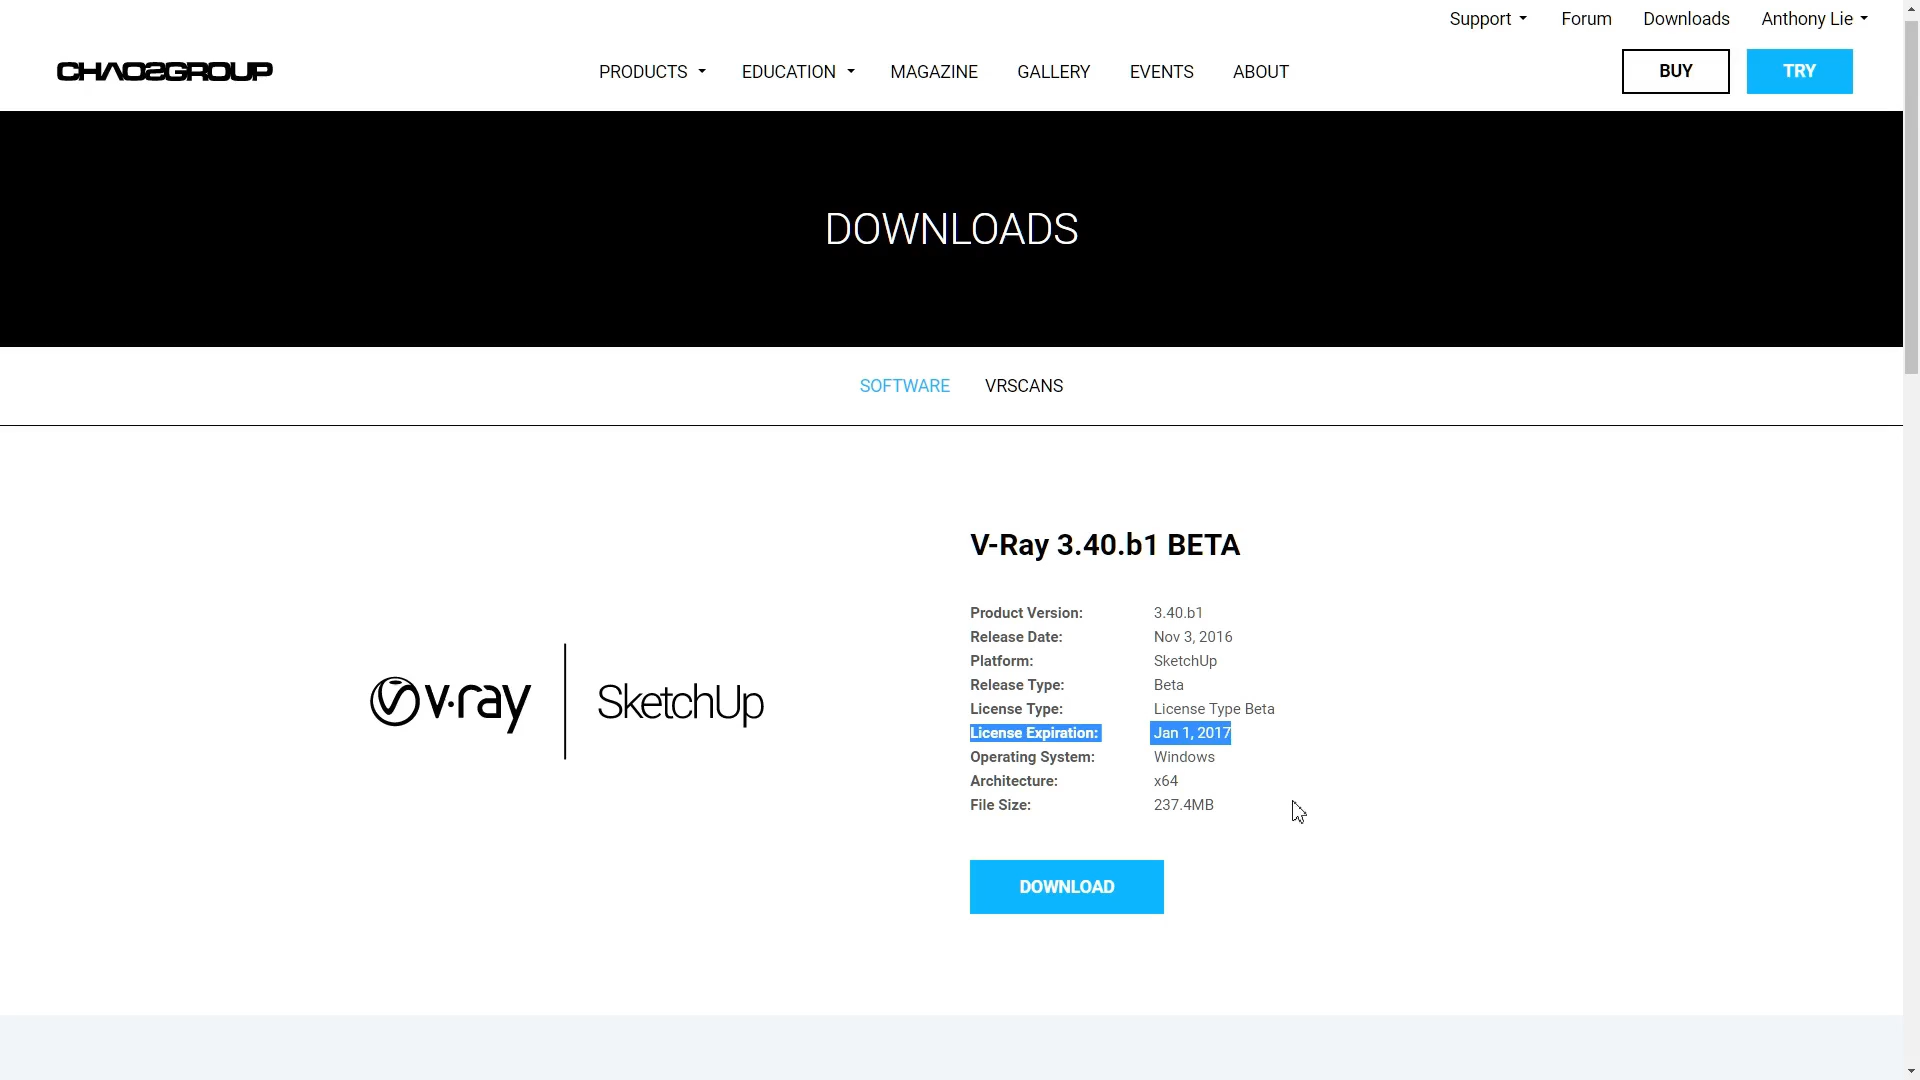 Support Forum Downloads Anthony Lie
CHAOSGROUP PRODUCTS EDUCATION MAGAZINE GALLERY EVENTS ABOUT BUY TRY
DOWNLOADS
SOFTWARE VRSCANS
V-Ray 3.40.b1 BETA
Product Version: 3.40.b1
Release Date: Nov 3, 2016
Platform: SketchUp
Release Type: Beta
License Type: License Type Beta
License Expiration: Jan 1, 2017
Operating System: Windows
Architecture: x64
File Size: 237.4MB
v·ray SketchUp
DOWNLOAD